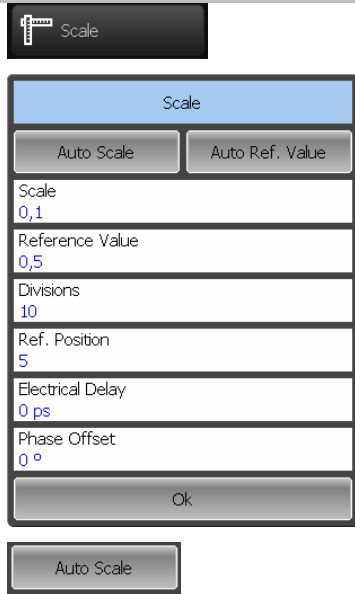 Scale
Scale
Auto Scale Auto Ref. Value
Scale
0,1
Reference Value
0,5
Divisions
10
Ref. Position
5
Electrical Delay
0 ps
Phase Offset
0 °
Ok
Auto Scale